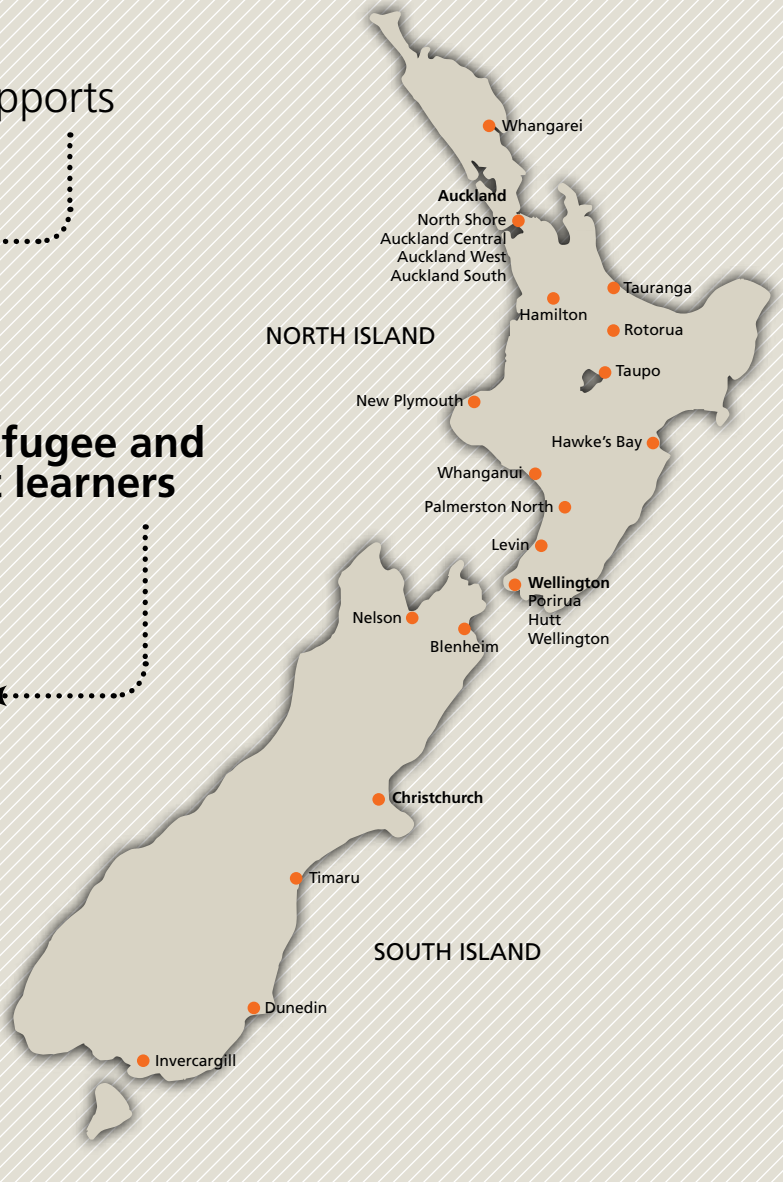 pports
Whangarei
Auckland
North Shore
Auckland Central
Auckland West
Auckland South
Tauranga
Hamilton
Rotorua
NORTH ISLAND
Taupo
New Plymouth
fugee and
learners
Hawke's Bay
Whanganui
Palmerston North
Levin
Wellington
Porirua
Hutt
Wellington
Nelson
Blenheim
Christchurch
Timaru
SOUTH ISLAND
Dunedin
Invercargill